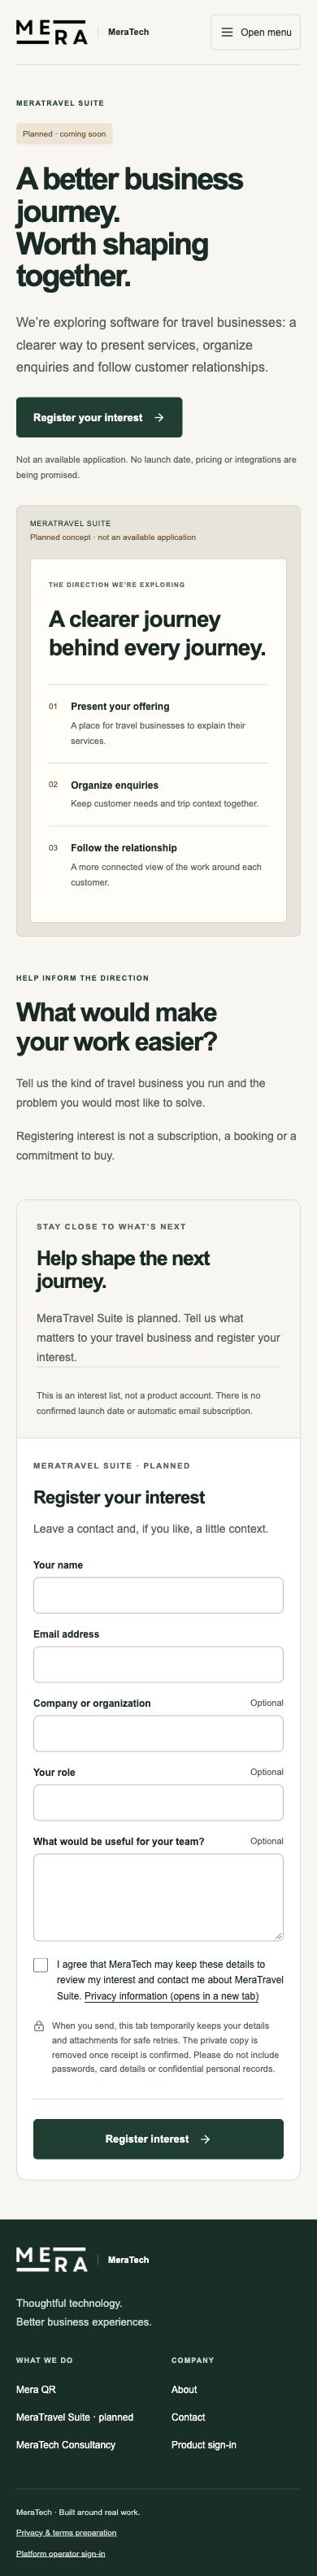 MERA
MeraTech
Open menu
MERATRAVEL SUITE
Planned · coming soon
A better business
journey.
Worth shaping
together.
We're exploring software for travel businesses: a
clearer way to present services, organize
enquiries and follow customer relationships.
Register your interest →
Not an available application. No launch date, pricing or integrations are
being promised.
MERATRAVEL SUITE
Planned concept · not an available application
THE DIRECTION WE'RE EXPLORING
A clearer journey
behind every journey.
01 Present your offering
A place for travel businesses to explain their
services.
02 Organize enquiries
Keep customer needs and trip context together.
03 Follow the relationship
A more connected view of the work around each
customer.
HELP INFORM THE DIRECTION
What would make
your work easier?
Tell us the kind of travel business you run and the
problem you would most like to solve.
Registering interest is not a subscription, a booking or a
commitment to buy.
STAY CLOSE TO WHAT'S NEXT
Help shape the next
journey.
MeraTravel Suite is planned. Tell us what
matters to your travel business and register your
interest.
This is an interest list, not a product account. There is no
confirmed launch date or automatic email subscription.
MERATRAVEL SUITE · PLANNED
Register your interest
Leave a contact and, if you like, a little context.
Your name
Email address
Company or organization Optional
Your role Optional
What would be useful for your team? Optional
I agree that MeraTech may keep these details to
review my interest and contact me about MeraTravel
Suite. Privacy information (opens in a new tab)
When you send, this tab temporarily keeps your details
and attachments for safe retries. The private copy is
removed once receipt is confirmed. Please do not include
passwords, card details or confidential personal records.
Register interest →
MERA
MeraTech
Thoughtful technology.
Better business experiences.
WHAT WE DO
Mera QR
MeraTravel Suite · planned
MeraTech Consultancy
COMPANY
About
Contact
Product sign-in
MeraTech · Built around real work.
Privacy & terms preparation
Platform operator sign-in